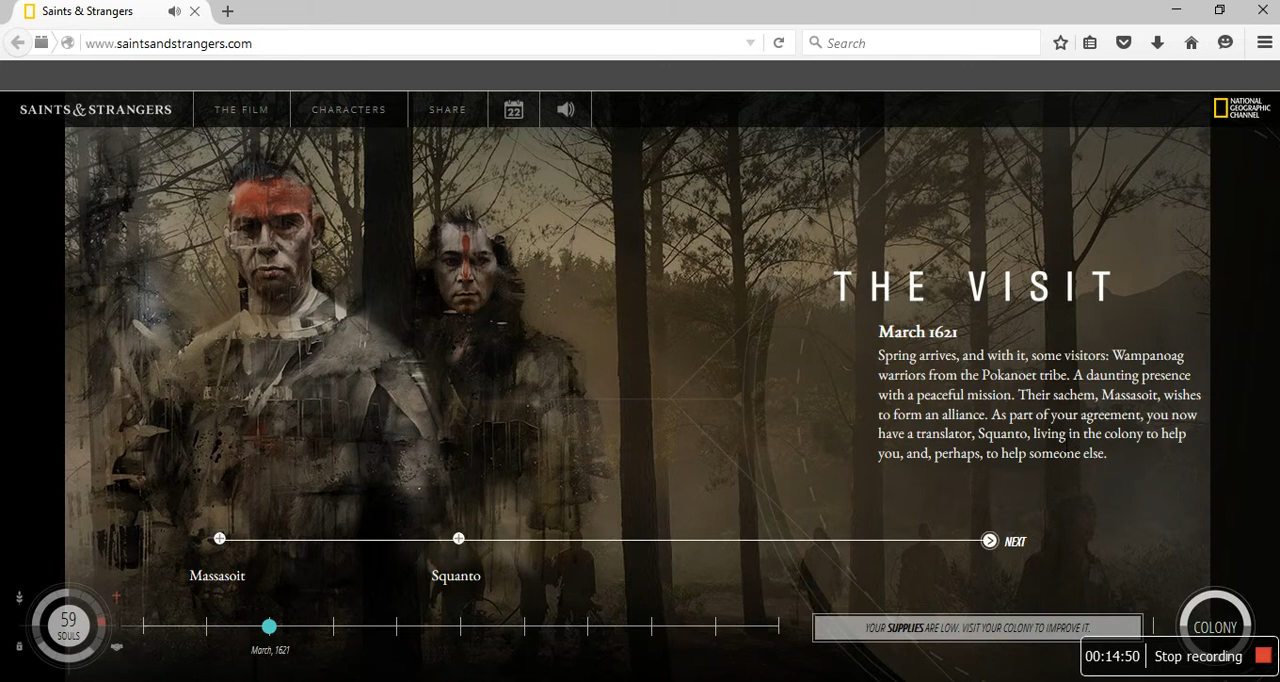 Saints & Strangers
www.saintsandstrangers.com
Search
SAINTS & STRANGERS
THE FILM
CHARACTERS
SHARE
22
NATIONAL
GEOGRAPHIC
CHANNEL
THE VISIT
March 1621
Spring arrives, and with it, some visitors: Wampanoag
warriors from the Pokanoet tribe. A daunting presence
with a peaceful mission. Their sachem, Massasoit, wishes
to form an alliance. As part of your agreement, you now
have a translator, Squanto, living in the colony to help
you, and, perhaps, to help someone else.
NEXT
Massasoit
Squanto
59
SOULS
March, 1621
YOUR SUPPLIES ARE LOW. VISIT YOUR COLONY TO IMPROVE IT.
COLONY
00:14:50
Stop recording